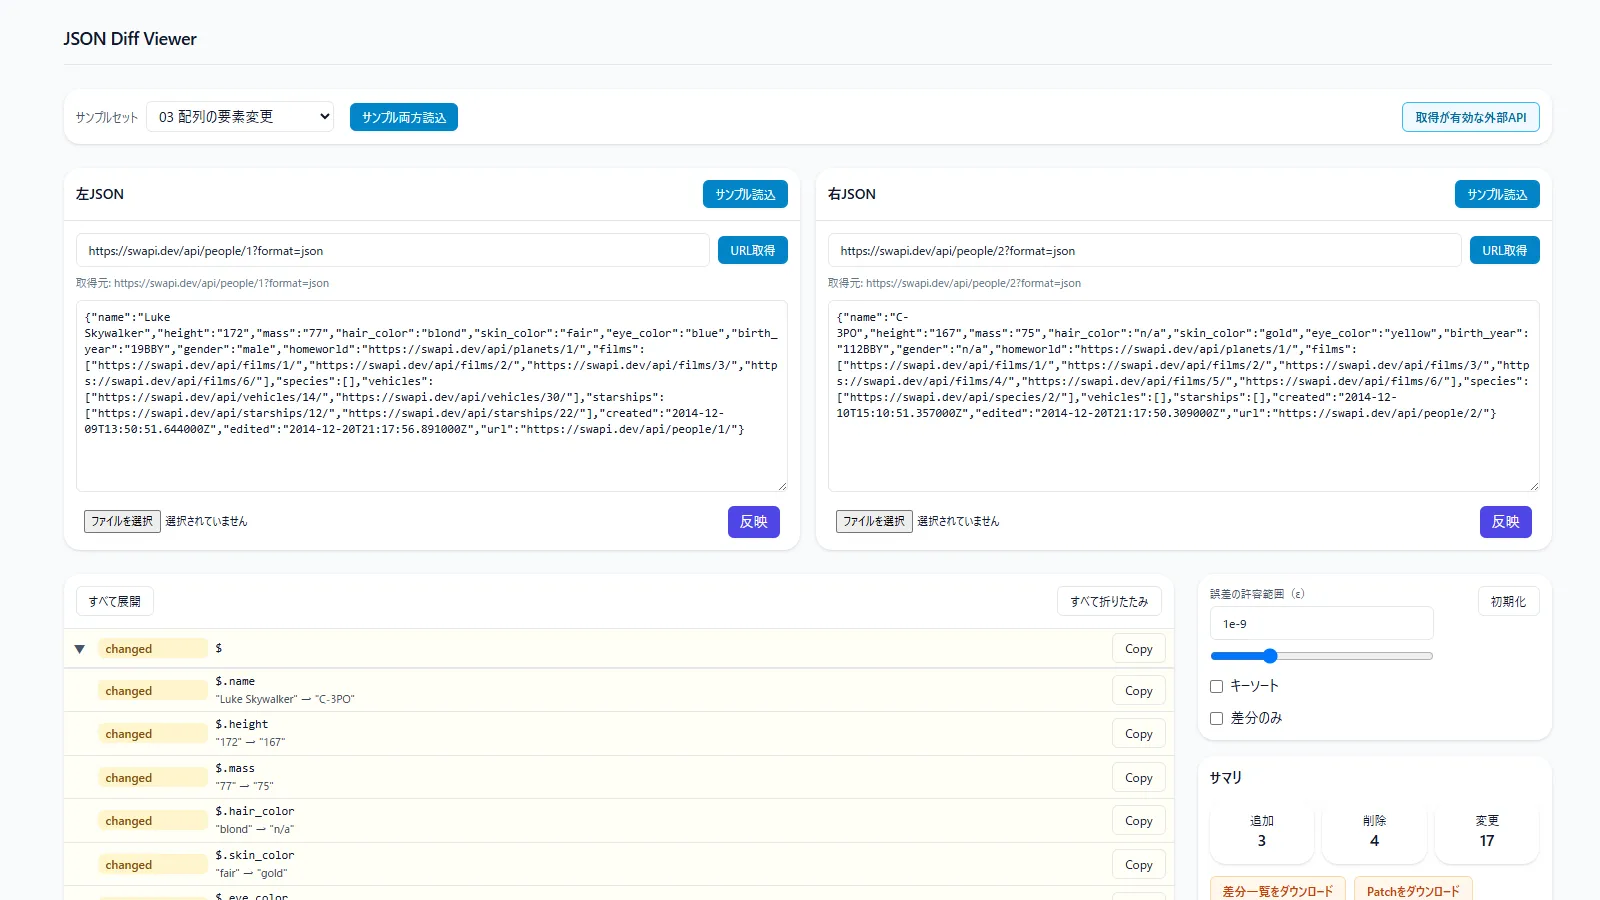 JSON Diff Viewer
サンプルセット 03 配列の要素変更 サンプル両方読込 取得が有効な外部API
左JSON サンプル読込
https://swapi.dev/api/people/1?format=json URL取得
取得元: https://swapi.dev/api/people/1?format=json
{"name":"Luke
Skywalker","height":"172","mass":"77","hair_color":"blond","skin_color":"fair","eye_color":"blue","birth_
year":"19BBY","gender":"male","homeworld":"https://swapi.dev/api/planets/1/","films":
["https://swapi.dev/api/films/1/","https://swapi.dev/api/films/2/","https://swapi.dev/api/films/3/","http
s://swapi.dev/api/films/6/"],"species":[],"vehicles":
["https://swapi.dev/api/vehicles/14/","https://swapi.dev/api/vehicles/30/"],"starships":
["https://swapi.dev/api/starships/12/","https://swapi.dev/api/starships/22/"],"created":"2014-12-
09T13:50:51.644000Z","edited":"2014-12-20T21:17:56.891000Z","url":"https://swapi.dev/api/people/1/"}
ファイルを選択 選択されていません 反映
右JSON サンプル読込
https://swapi.dev/api/people/2?format=json URL取得
取得元: https://swapi.dev/api/people/2?format=json
{"name":"C-
3PO","height":"167","mass":"75","hair_color":"n/a","skin_color":"gold","eye_color":"yellow","birth_year":
"112BBY","gender":"n/a","homeworld":"https://swapi.dev/api/planets/1/","films":
["https://swapi.dev/api/films/1/","https://swapi.dev/api/films/2/","https://swapi.dev/api/films/3/","http
s://swapi.dev/api/films/4/","https://swapi.dev/api/films/5/","https://swapi.dev/api/films/6/"],"species":
["https://swapi.dev/api/species/2/"],"vehicles":[],"starships":[],"created":"2014-12-
10T15:10:51.357000Z","edited":"2014-12-20T21:17:50.309000Z","url":"https://swapi.dev/api/people/2/"}
ファイルを選択 選択されていません 反映
すべて展開 すべて折りたたみ
▼ changed $ Copy
changed $.name Copy
"Luke Skywalker" → "C-3PO"
changed $.height Copy
"172" → "167"
changed $.mass Copy
"77" → "75"
changed $.hair_color Copy
"blond" → "n/a"
changed $.skin_color Copy
"fair" → "gold"
$.eye_color
誤差の許容範囲（ε） 初期化
1e-9
キーソート
差分のみ
サマリ
追加 削除 変更
3 4 17
差分一覧をダウンロード Patchをダウンロード